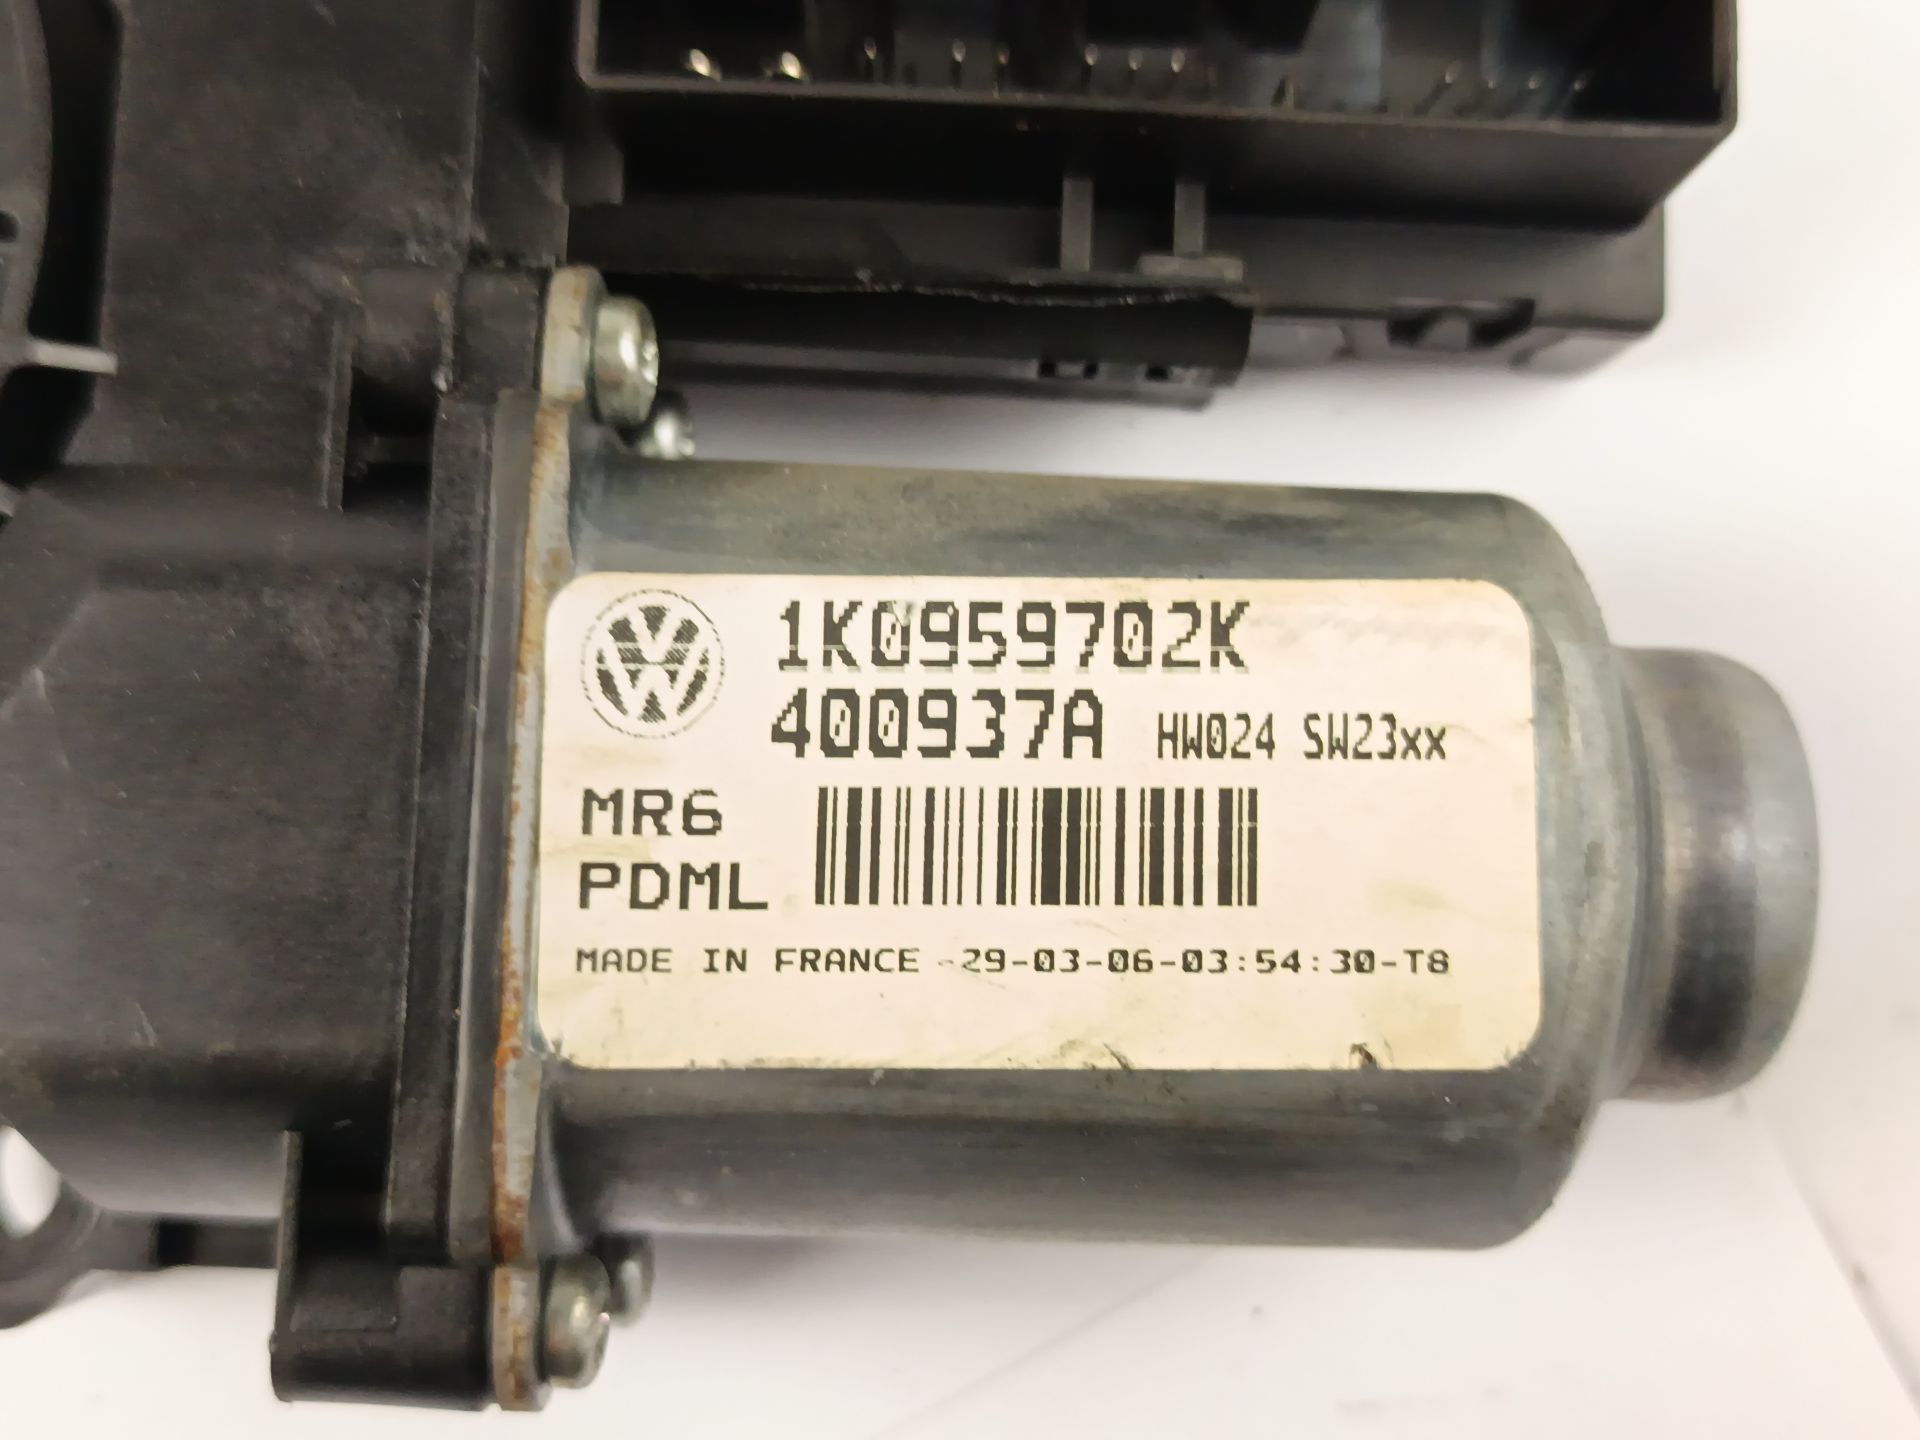 1K0959702K
400937A HW024 SW23xx
MR6
PDML
MADE IN FRANCE -29-03-06-03:54:30-T8